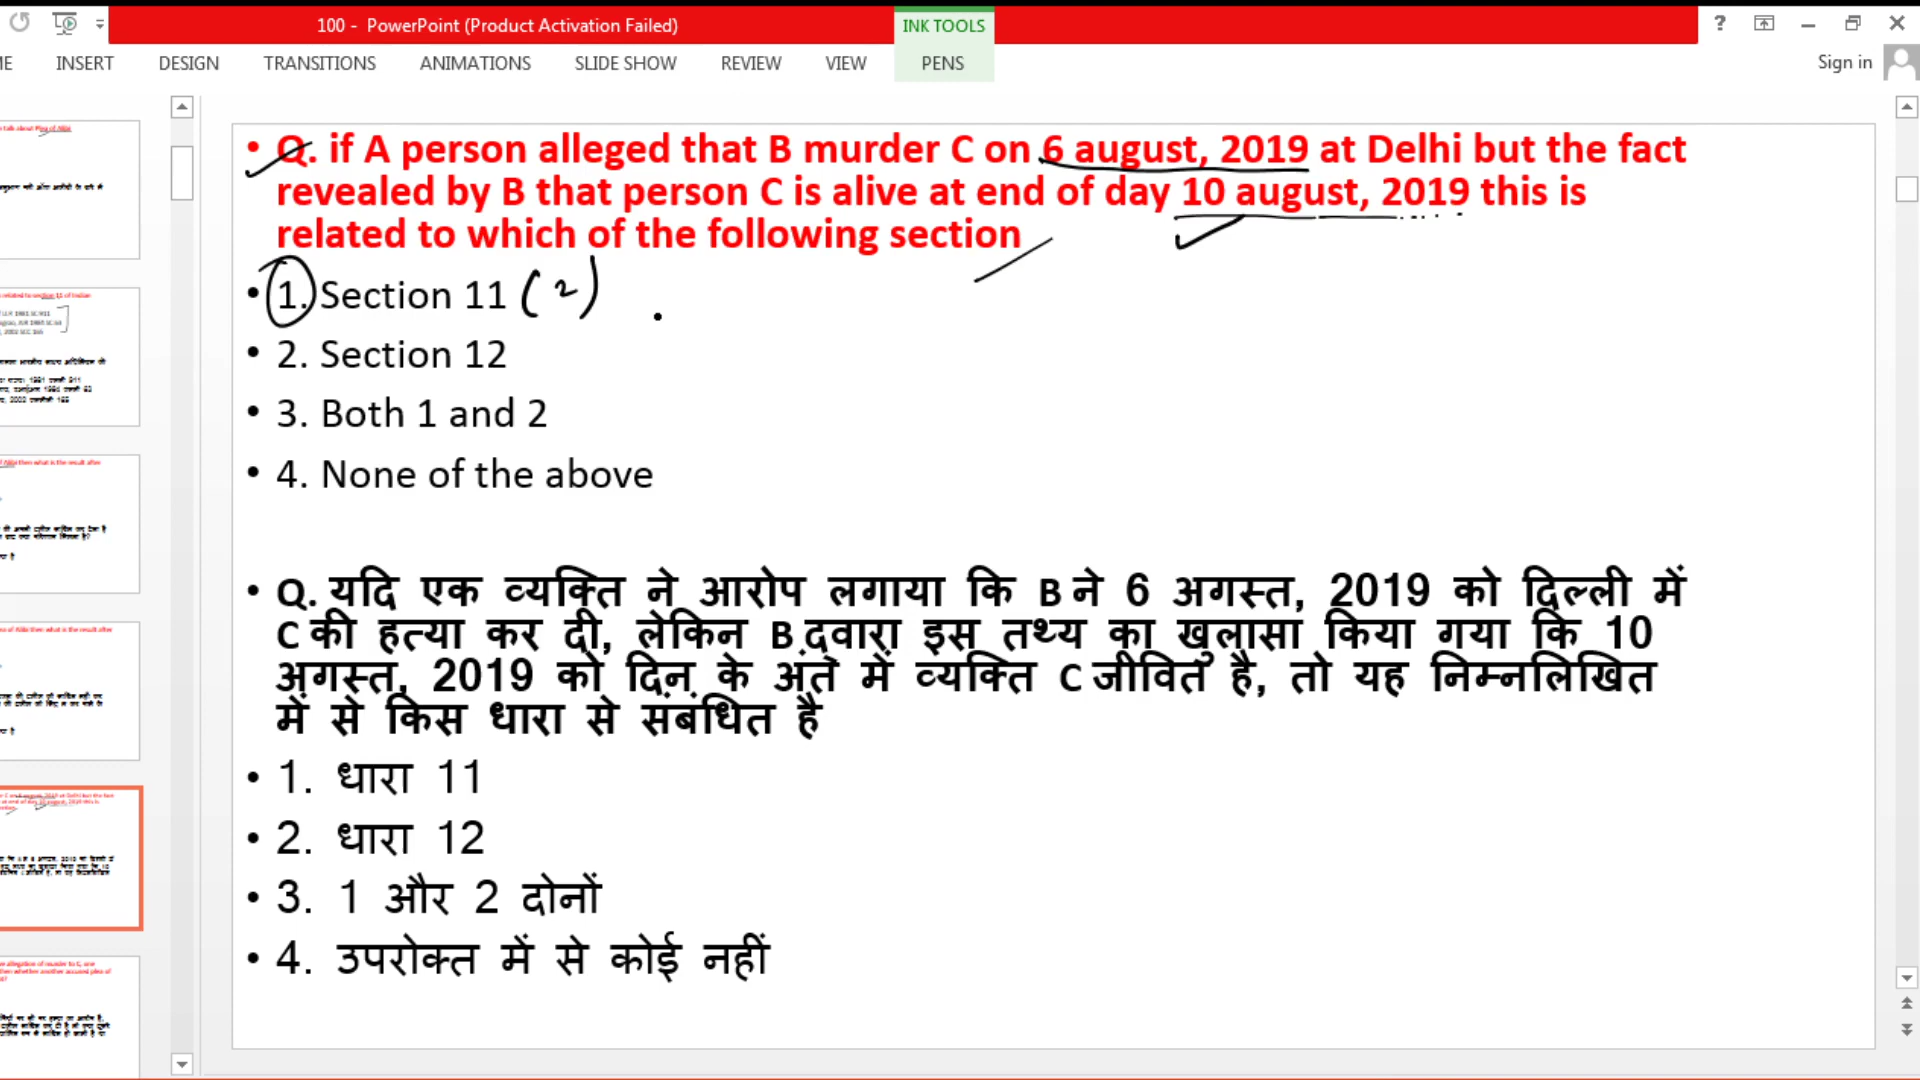 100 - PowerPoint (Product Activation Failed)
INK TOOLS
INSERT DESIGN TRANSITIONS ANIMATIONS SLIDE SHOW REVIEW VIEW PENS
Sign in
• Q. if A person alleged that B murder C on 6 august, 2019 at Delhi but the fact
revealed by B that person C is alive at end of day 10 august, 2019 this is
related to which of the following section
• 1. Section 11 (2)
• 2. Section 12
• 3. Both 1 and 2
• 4. None of the above
• Q. यदि एक व्यक्ति ने आरोप लगाया कि B ने 6 अगस्त, 2019 को दिल्ली में
C की हत्या कर दी, लेकिन B द्वारा इस तथ्य का खुलासा किया गया कि 10
अगस्त, 2019 को दिन के अंत में व्यक्ति C जीवित है, तो यह निम्नलिखित
में से किस धारा से संबंधित है
• 1. धारा 11
• 2. धारा 12
• 3. 1 और 2 दोनों
• 4. उपरोक्त में से कोई नहीं